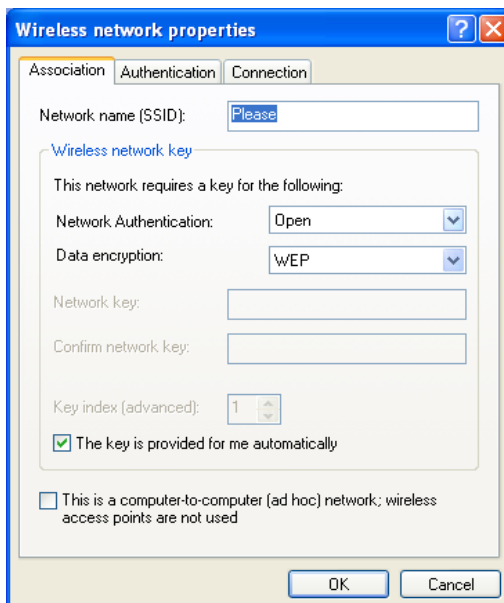 Wireless network properties
Association Authentication Connection
Network name (SSID): Please
Wireless network key
This network requires a key for the following:
Network Authentication: Open
Data encryption: WEP
Network key:
Confirm network key:
Key index (advanced): 1
The key is provided for me automatically
This is a computer-to-computer (ad hoc) network; wireless
access points are not used
OK Cancel